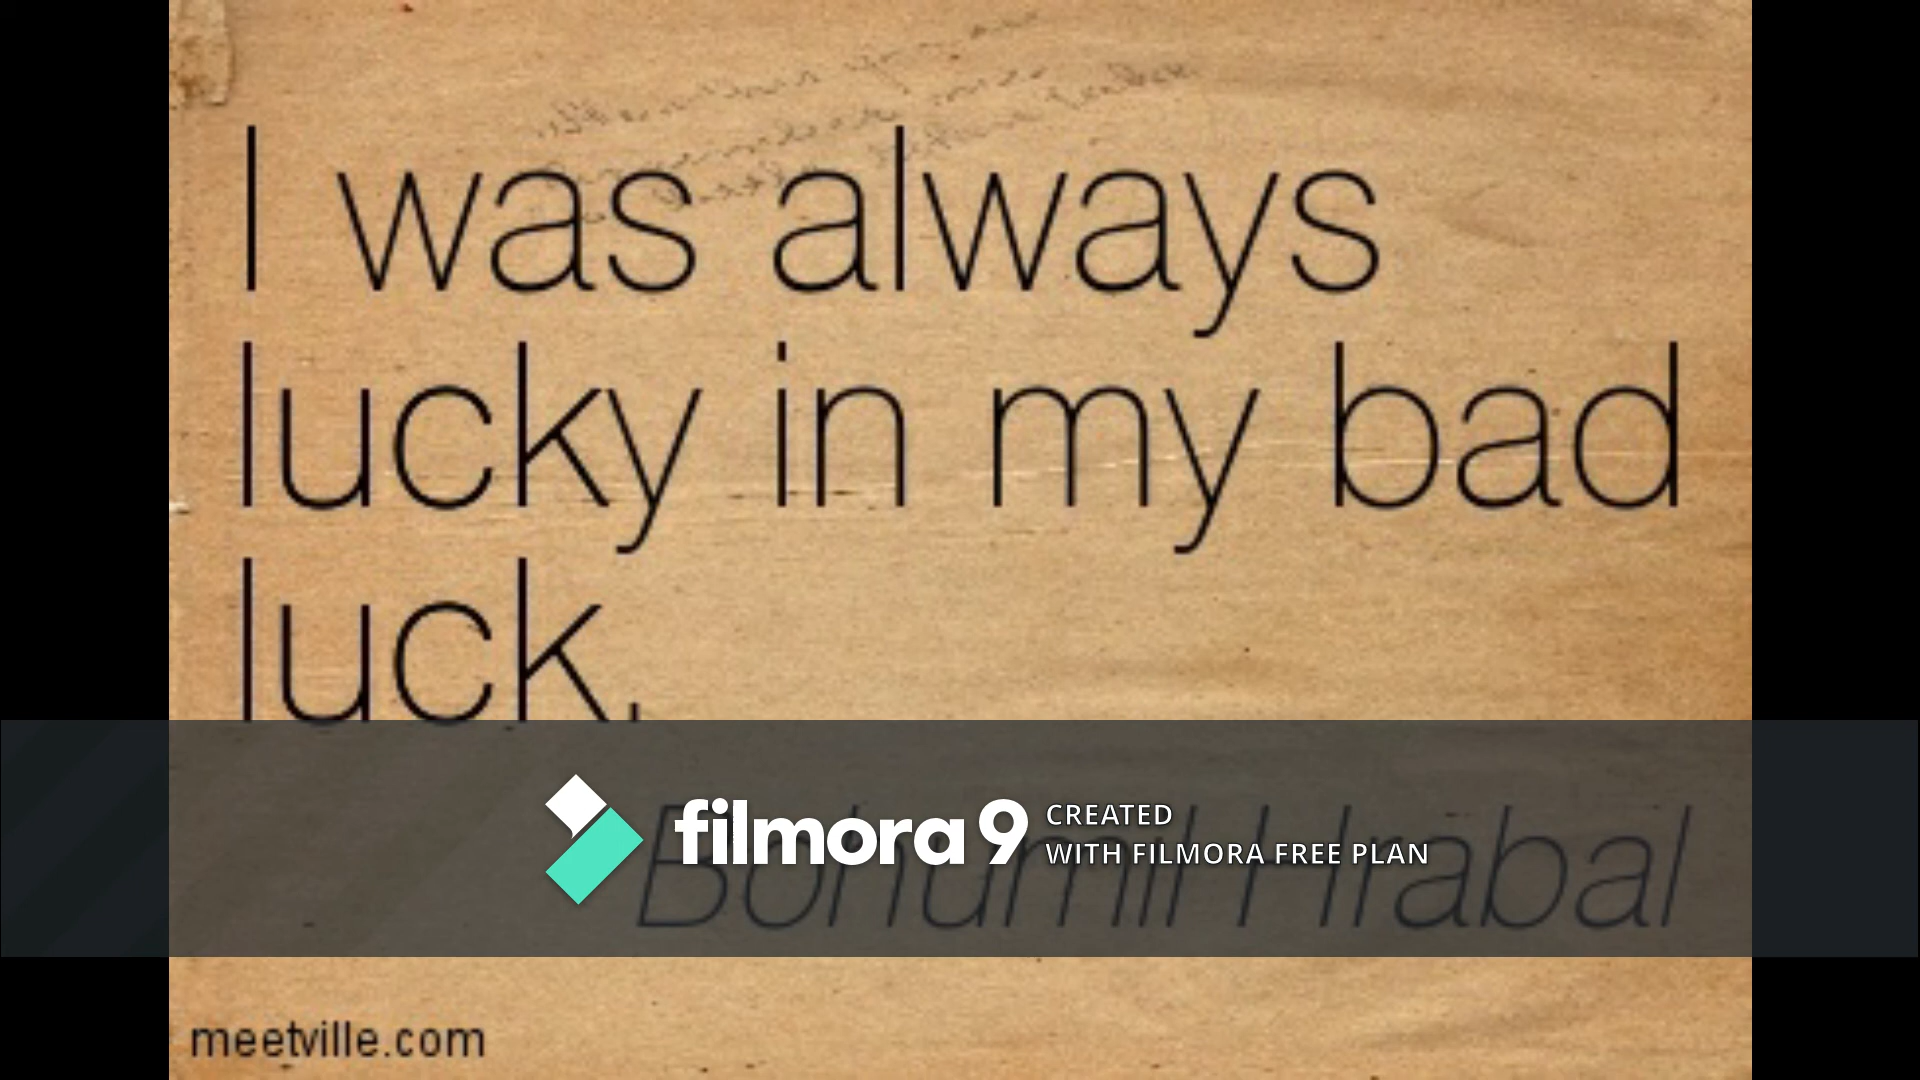 I was always
lucky in my bad
luck.
filmora 9 CREATED
WITH FILMORA FREE PLAN
Bohumil Hrabal
meetville.com